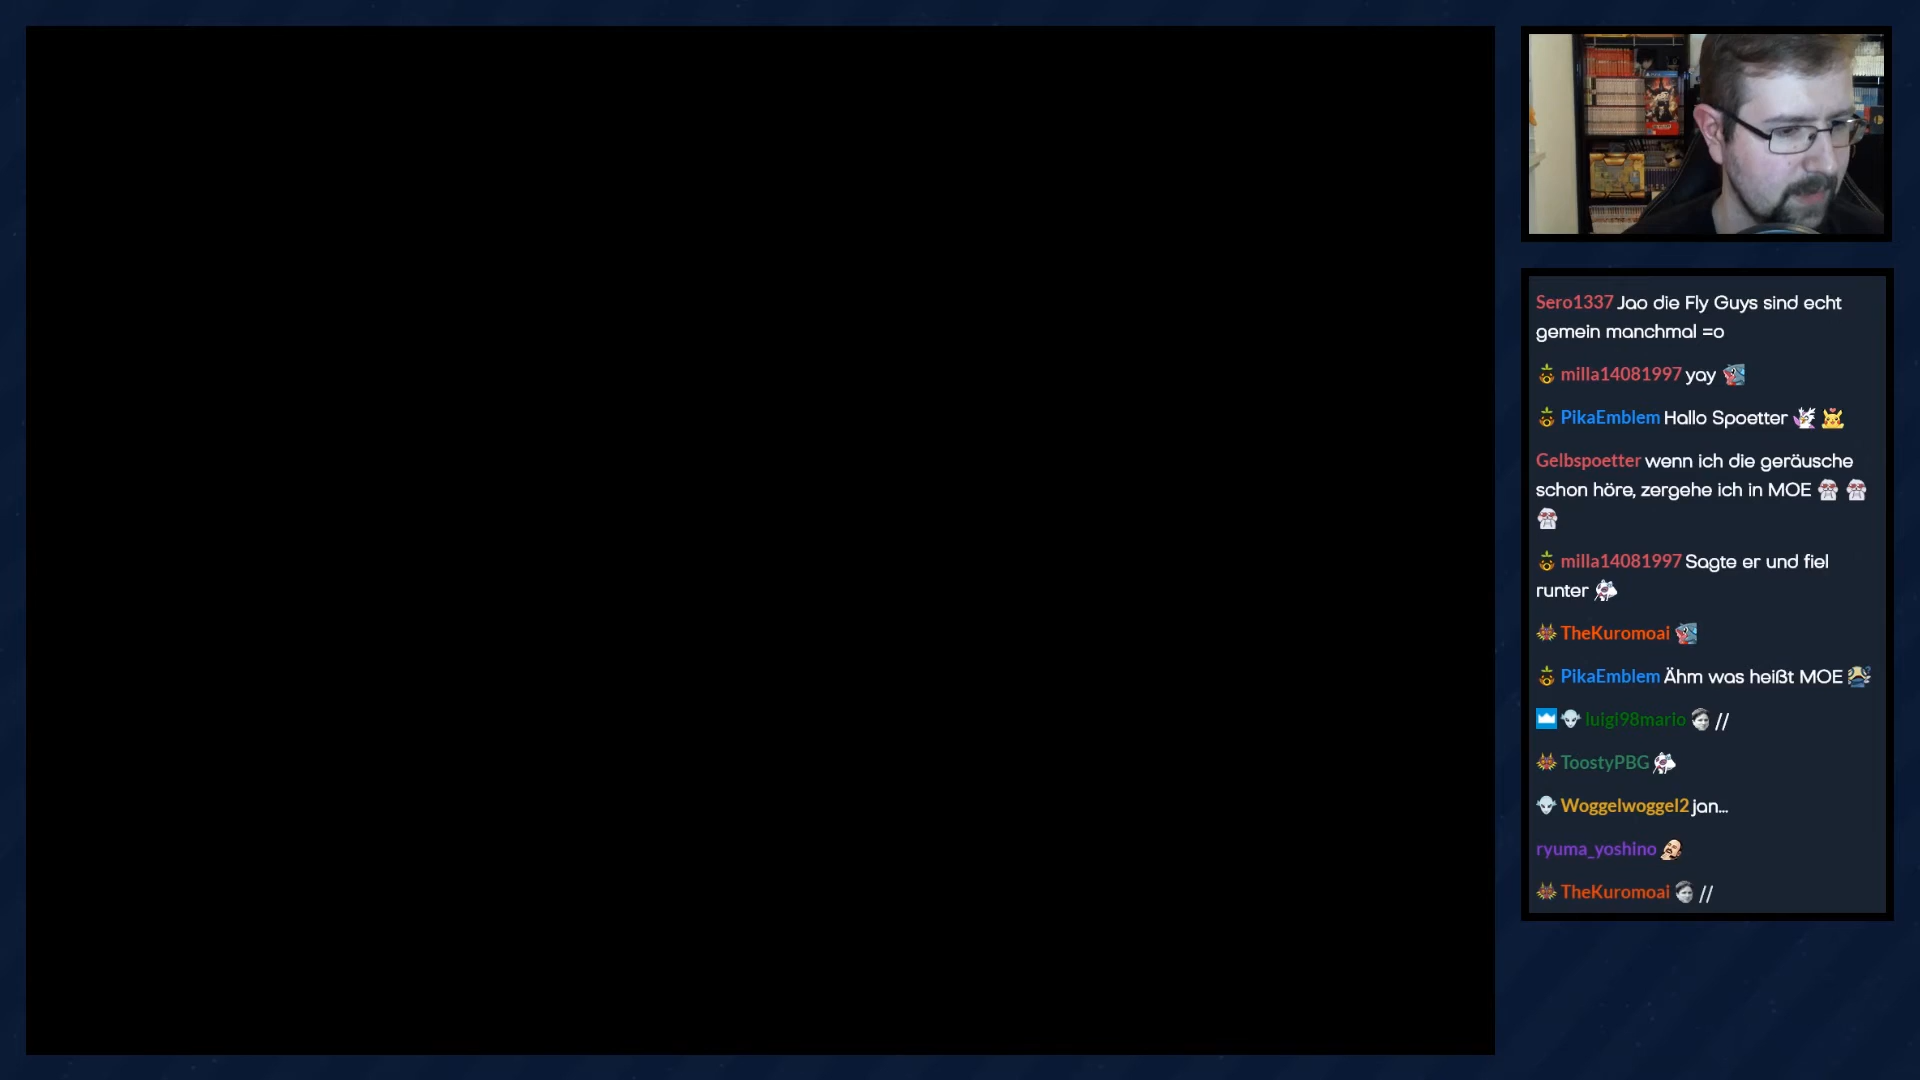 Sero1337 Jao die Fly Guys sind echt
gemein manchmal =o
milla14081997 yay
PikaEmblem Hallo Spoetter
Gelbspoetter wenn ich die geräusche
schon höre, zergehe ich in MOE
milla14081997 Sagte er und fiel
runter
TheKuromoai
PikaEmblem Ähm was heißt MOE
luigi98mario //
ToostyPBG
Woggelwoggel2 jan...
ryuma_yoshino
TheKuromoai //